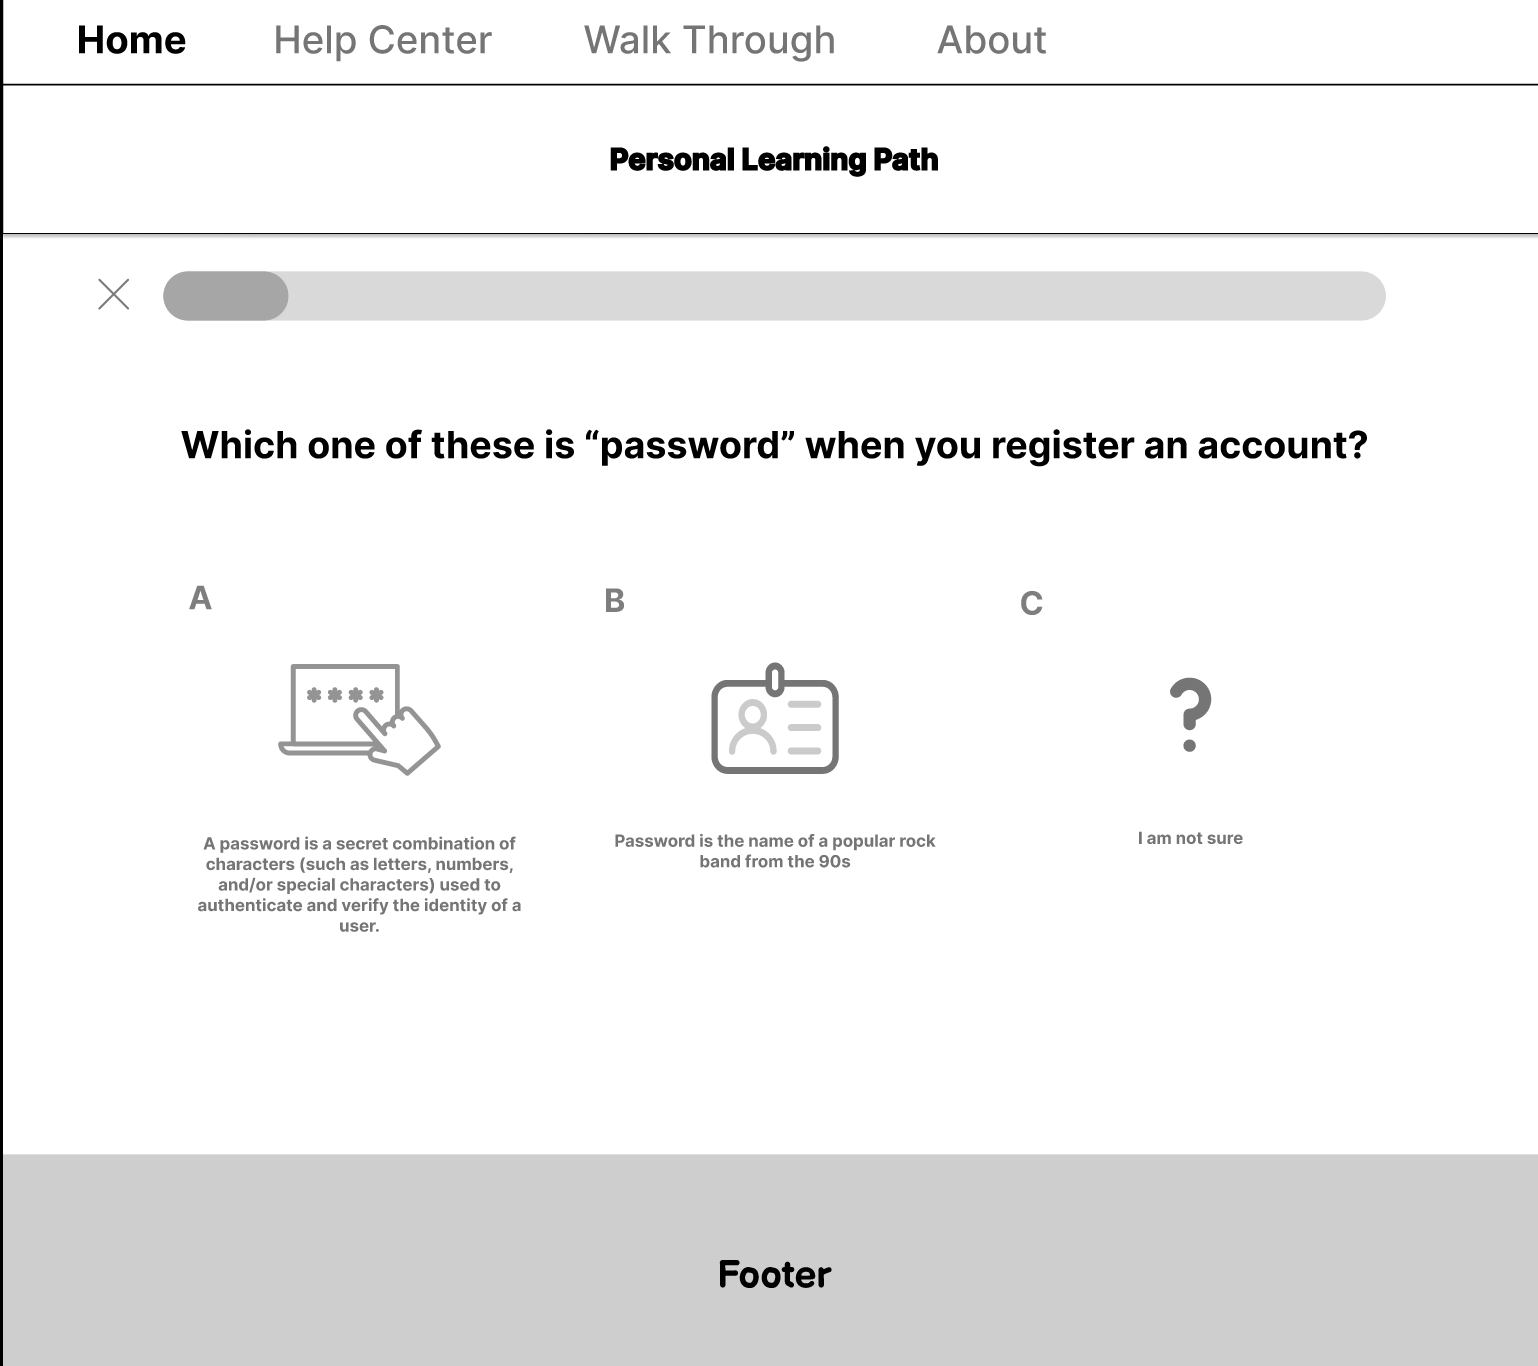 Home Help Center Walk Through About
Personal Learning Path
Which one of these is “password” when you register an account?
A
B
C
****
?
A password is a secret combination of
characters (such as letters, numbers,
and/or special characters) used to
authenticate and verify the identity of a
user.
Password is the name of a popular rock
band from the 90s
I am not sure
Footer